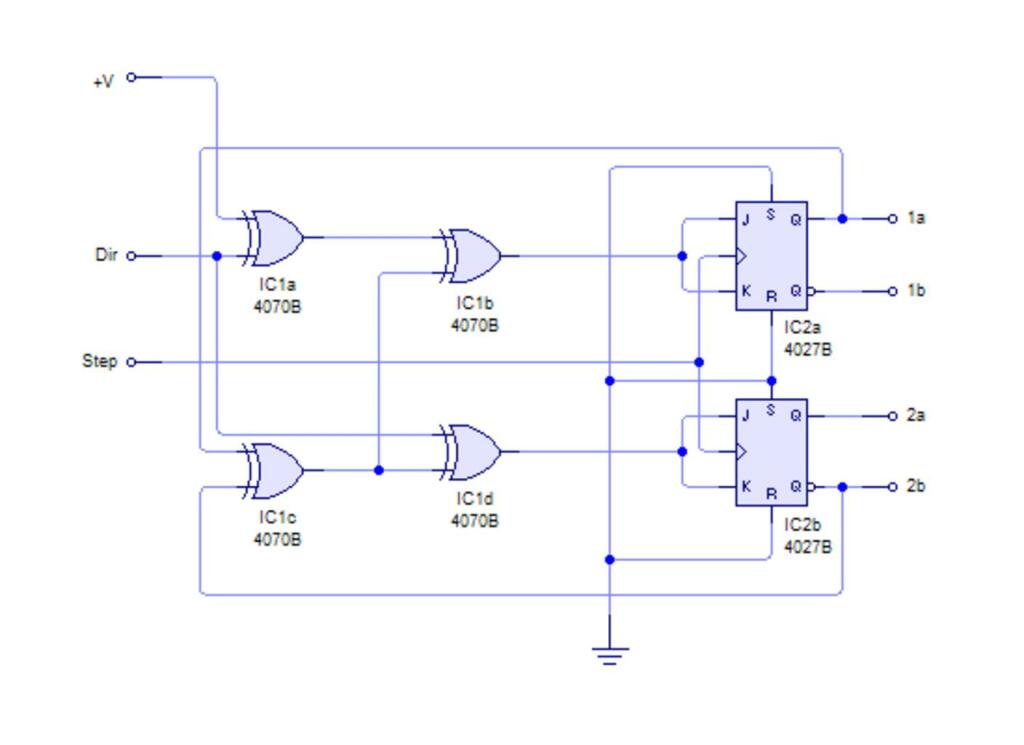 +V
Dir
Step
IC1a
4070B
IC1b
4070B
IC1c
4070B
IC1d
4070B
J S Q
K R Q
IC2a
4027B
J S Q
K R Q
IC2b
4027B
1a
1b
2a
2b